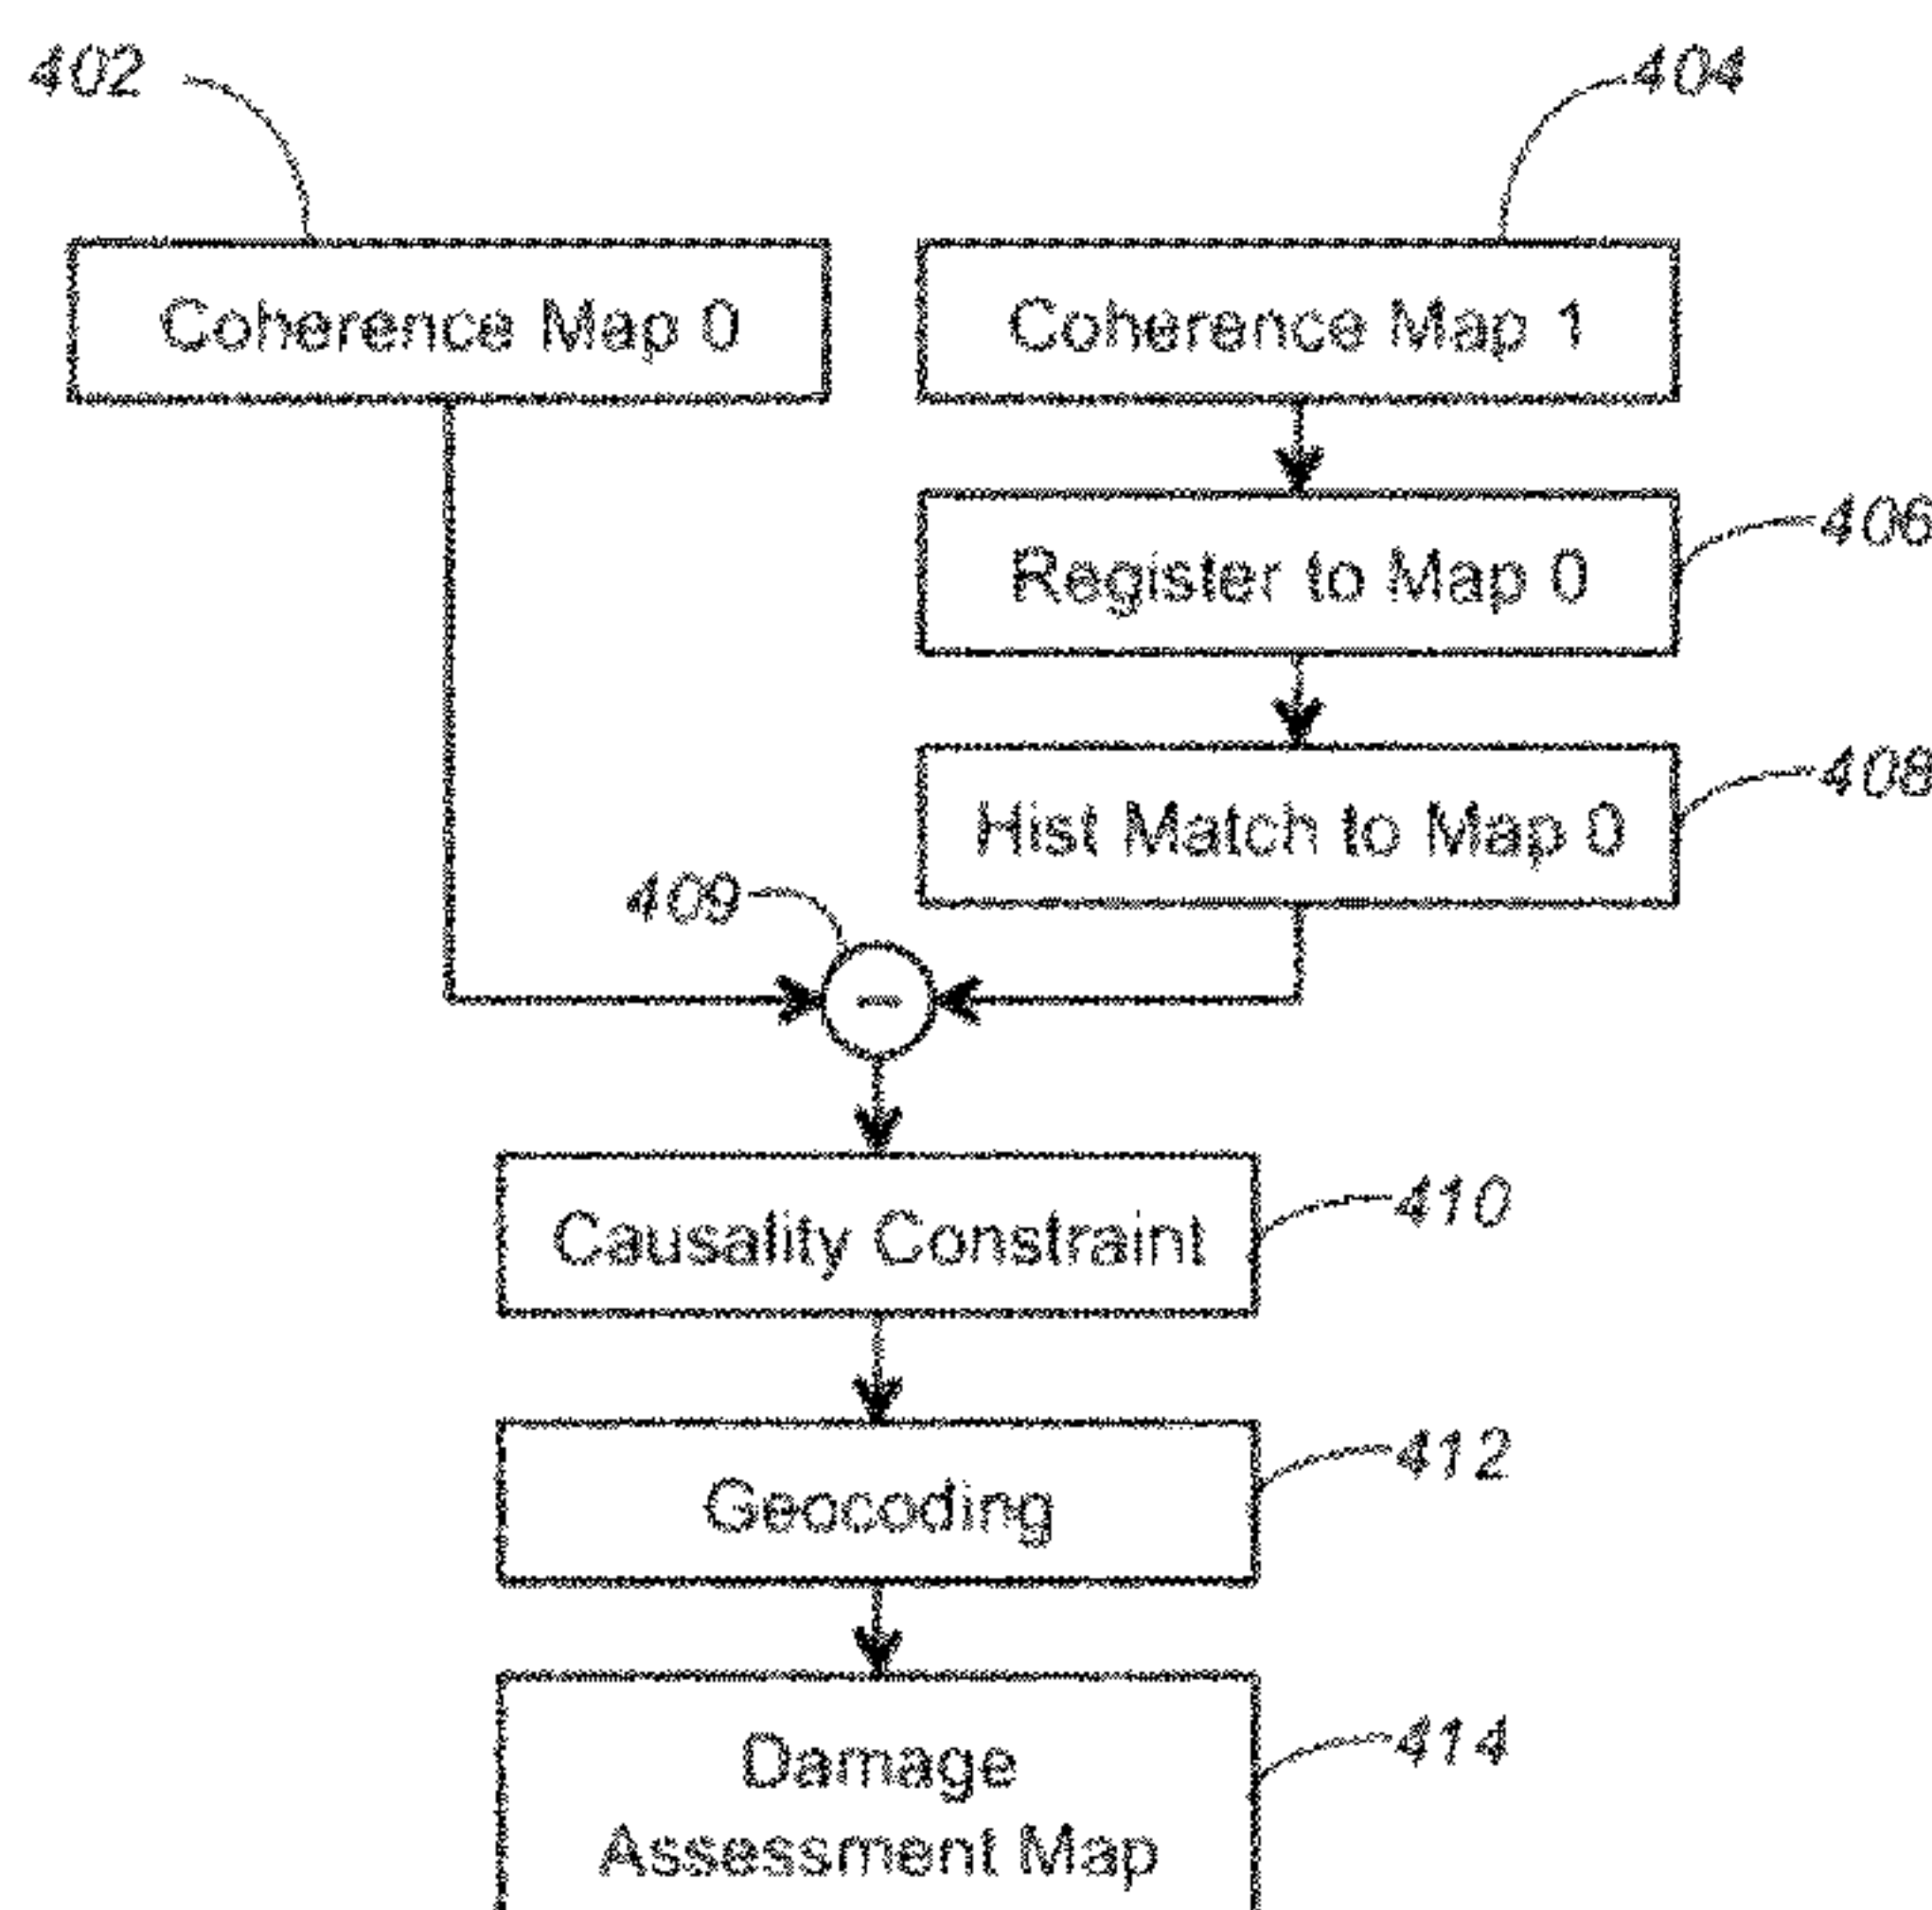 402
404
Coherence Map 0
Coherence Map 1
406
Register to Map 0
408
Hist Match to Map 0
409
−
410
Causality Constraint
412
Geocoding
414
Damage
Assessment Map